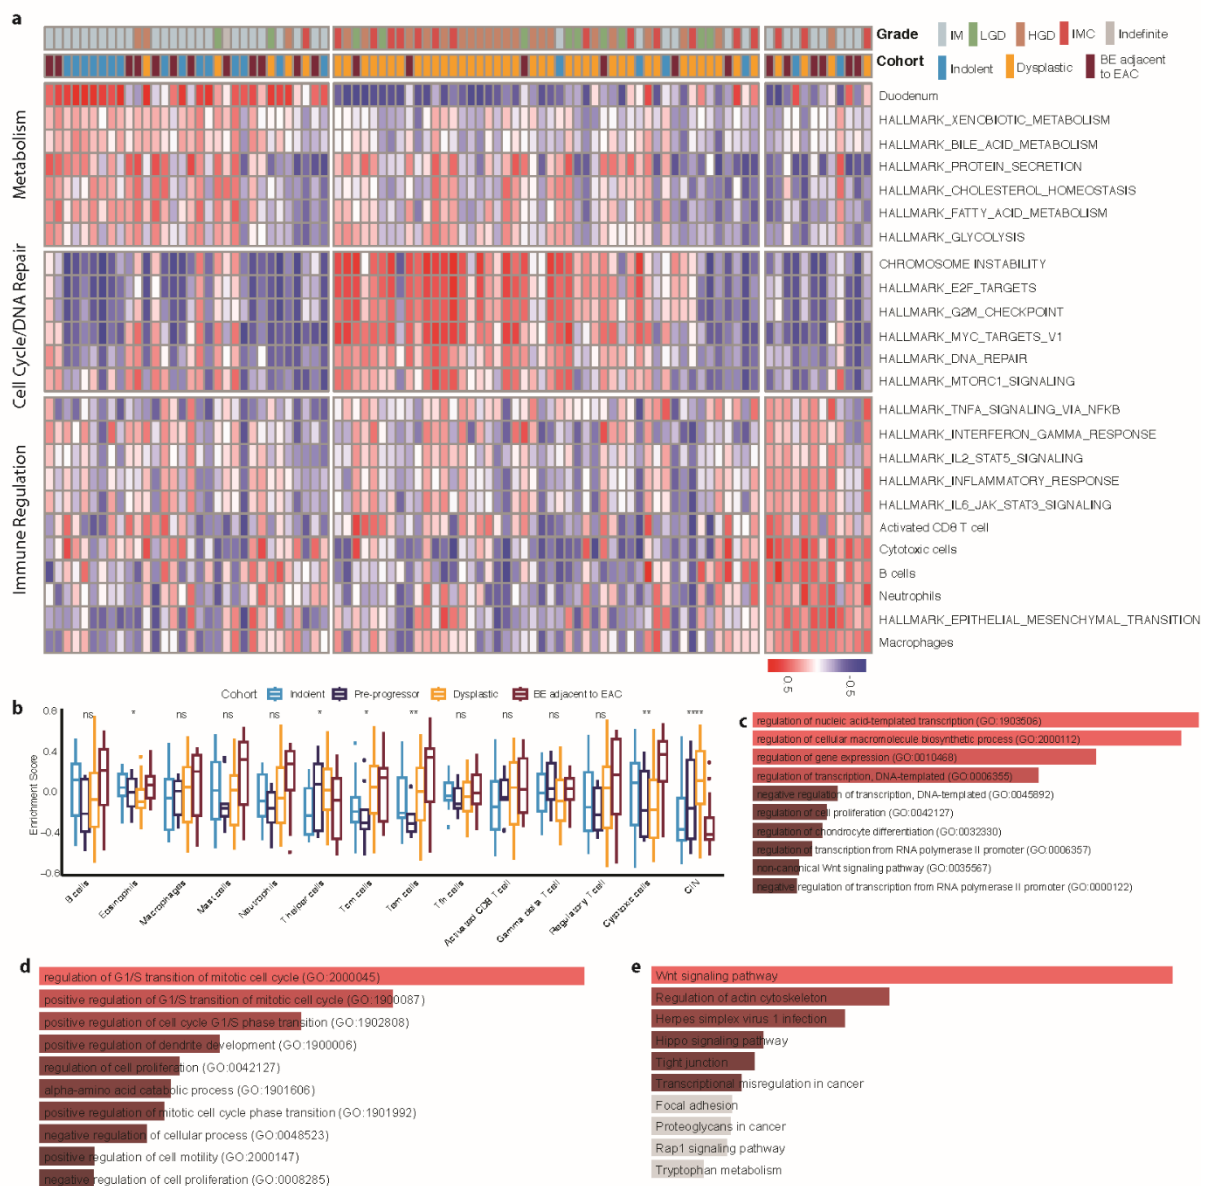 a
Grade IM LGD HGD IMC Indefinite
Cohort Indolent Dysplastic BE adjacent
to EAC
Metabolism
Duodenum
HALLMARK_XENOBIOTIC_METABOLISM
HALLMARK_BILE_ACID_METABOLISM
HALLMARK_PROTEIN_SECRETION
HALLMARK_CHOLESTEROL_HOMEOSTASIS
HALLMARK_FATTY_ACID_METABOLISM
HALLMARK_GLYCOLYSIS
Cell Cycle/DNA Repair
CHROMOSOME INSTABILITY
HALLMARK_E2F_TARGETS
HALLMARK_G2M_CHECKPOINT
HALLMARK_MYC_TARGETS_V1
HALLMARK_DNA_REPAIR
HALLMARK_MTORC1_SIGNALING
Immune Regulation
HALLMARK_TNFA_SIGNALING_VIA_NFKB
HALLMARK_INTERFERON_GAMMA_RESPONSE
HALLMARK_IL2_STAT5_SIGNALING
HALLMARK_INFLAMMATORY_RESPONSE
HALLMARK_IL6_JAK_STAT3_SIGNALING
Activated CD8 T cell
Cytotoxic cells
B cells
Neutrophils
HALLMARK_EPITHELIAL_MESENCHYMAL_TRANSITION
Macrophages
0.5 -0.5
b
Cohort Indolent Pre-progressor Dysplastic BE adjacent to EAC
Enrichment Score
0.8
0.4
0.0
−0.4
−0.8
ns * ns ns ns * * ** ns ns ns ns ** ****
B cells
Eosinophils
Macrophages
Mast cells
Neutrophils
T helper cells
Tcm cells
Tem cells
Tfh cells
Activated CD8 T cell
Gamma delta T cell
Regulatory T cell
Cytotoxic cells
CIN
c
regulation of nucleic acid-templated transcription (GO:1903506)
regulation of cellular macromolecule biosynthetic process (GO:2000112)
regulation of gene expression (GO:0010468)
regulation of transcription, DNA-templated (GO:0006355)
negative regulation of transcription, DNA-templated (GO:0045892)
regulation of cell proliferation (GO:0042127)
regulation of chondrocyte differentiation (GO:0032330)
regulation of transcription from RNA polymerase II promoter (GO:0006357)
non-canonical Wnt signaling pathway (GO:0035567)
negative regulation of transcription from RNA polymerase II promoter (GO:0000122)
d
regulation of G1/S transition of mitotic cell cycle (GO:2000045)
positive regulation of G1/S transition of mitotic cell cycle (GO:1900087)
positive regulation of cell cycle G1/S phase transition (GO:1902808)
positive regulation of dendrite development (GO:1900006)
regulation of cell proliferation (GO:0042127)
alpha-amino acid catabolic process (GO:1901606)
positive regulation of mitotic cell cycle phase transition (GO:1901992)
negative regulation of cellular process (GO:0048523)
positive regulation of cell motility (GO:2000147)
negative regulation of cell proliferation (GO:0008285)
e
Wnt signaling pathway
Regulation of actin cytoskeleton
Herpes simplex virus 1 infection
Hippo signaling pathway
Tight junction
Transcriptional misregulation in cancer
Focal adhesion
Proteoglycans in cancer
Rap1 signaling pathway
Tryptophan metabolism